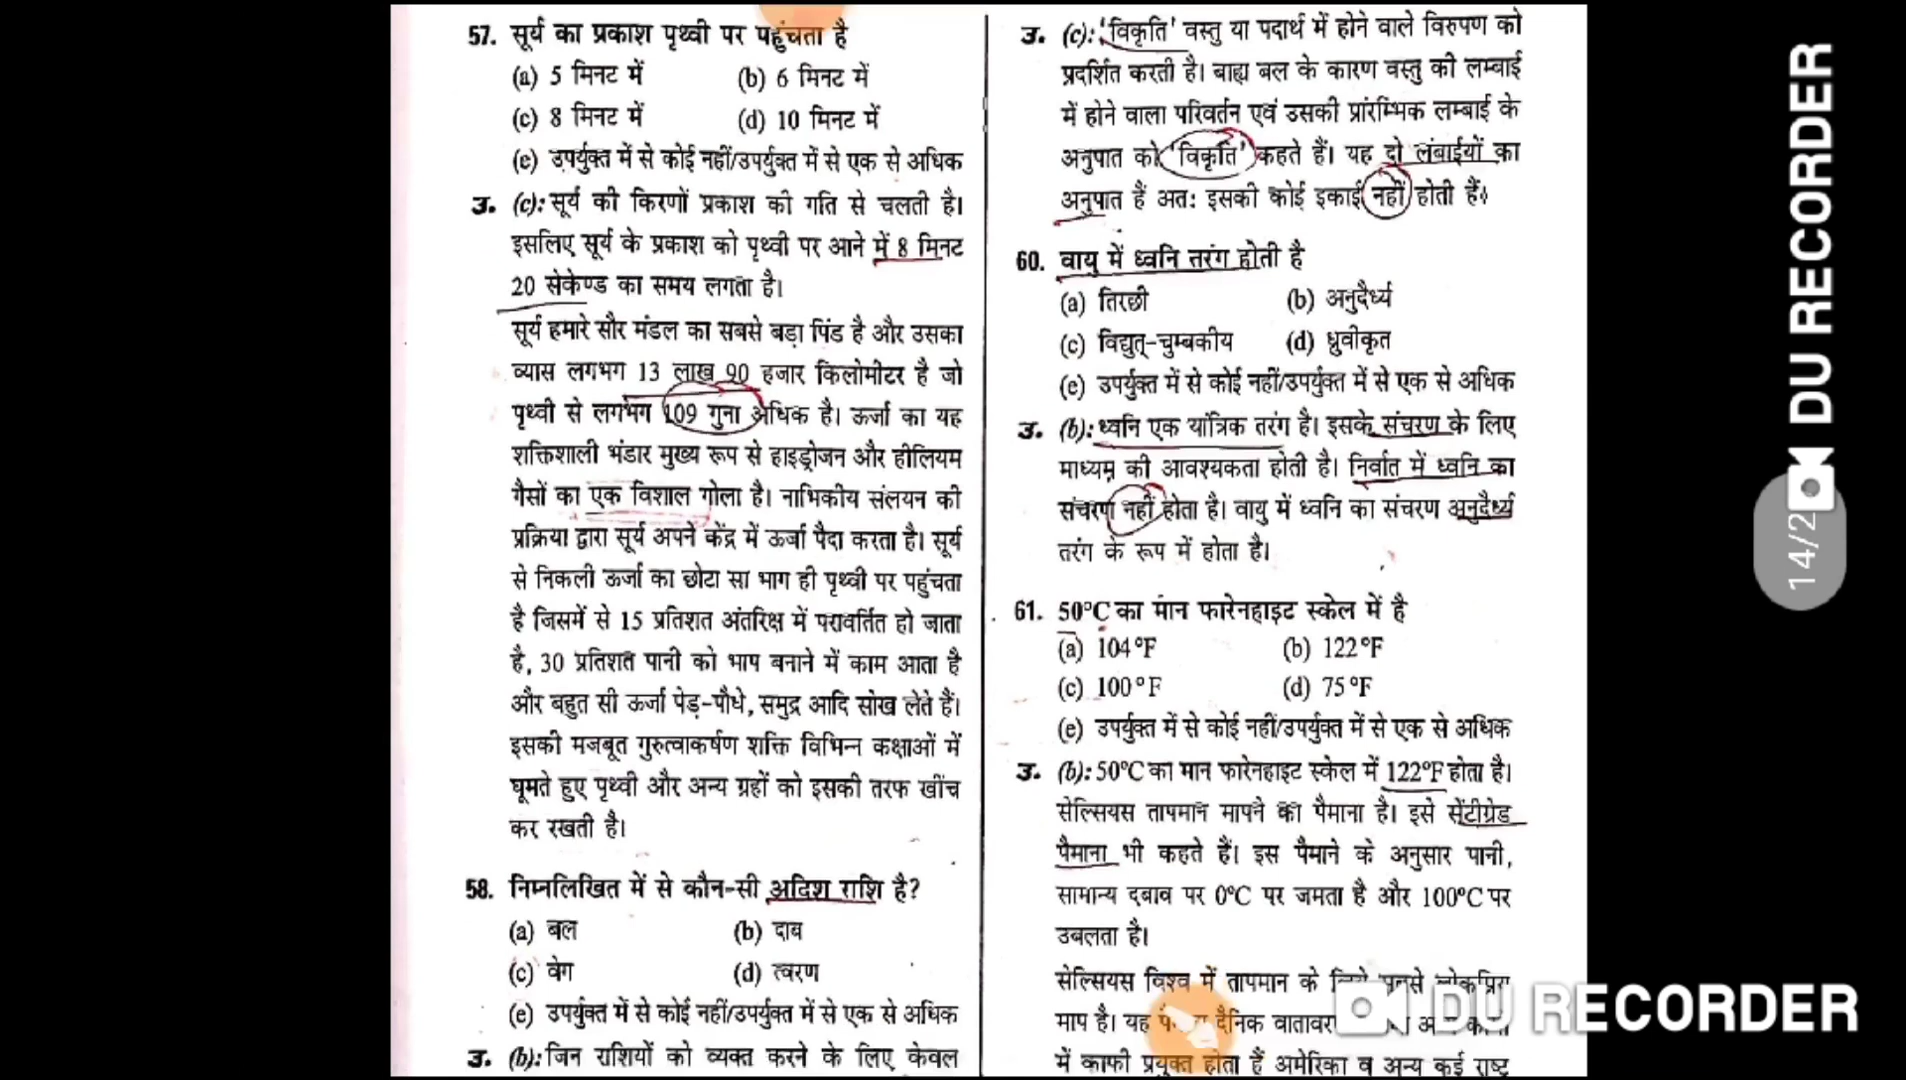 57. सूर्य का प्रकाश पृथ्वी पर पहुंचता है
(a) 5 मिनट में (b) 6 मिनट में
(c) 8 मिनट में (d) 10 मिनट में
(e) उपर्युक्त में से कोई नहीं/उपर्युक्त में से एक से अधिक
उ. (c): सूर्य की किरणों प्रकाश की गति से चलती है।
इसलिए सूर्य के प्रकाश को पृथ्वी पर आने में 8 मिनट
20 सेकेण्ड का समय लगता है।
सूर्य हमारे सौर मंडल का सबसे बड़ा पिंड है और उसका
व्यास लगभग 13 लाख 90 हजार किलोमीटर है जो
पृथ्वी से लगभग 109 गुना अधिक है। ऊर्जा का यह
शक्तिशाली भंडार मुख्य रूप से हाइड्रोजन और हीलियम
गैसों का एक विशाल गोला है। नाभिकीय संलयन की
प्रक्रिया द्वारा सूर्य अपने केंद्र में ऊर्जा पैदा करता है। सूर्य
से निकली ऊर्जा का छोटा सा भाग ही पृथ्वी पर पहुंचता
है जिसमें से 15 प्रतिशत अंतरिक्ष में परावर्तित हो जाता
है, 30 प्रतिशत पानी को भाप बनाने में काम आता है
और बहुत सी ऊर्जा पेड़-पौधे, समुद्र आदि सोख लेते हैं।
इसकी मजबूत गुरुत्वाकर्षण शक्ति विभिन्न कक्षाओं में
घूमते हुए पृथ्वी और अन्य ग्रहों को इसकी तरफ खींच
कर रखती है।
58. निम्नलिखित में से कौन-सी अदिश राशि है?
(a) बल (b) दाब
(c) वेग (d) त्वरण
(e) उपर्युक्त में से कोई नहीं/उपर्युक्त में से एक से अधिक
उ. (b): जिन राशियों को व्यक्त करने के लिए केवल
उ. (c): 'विकृति' वस्तु या पदार्थ में होने वाले विरुपण को
प्रदर्शित करती है। बाह्य बल के कारण वस्तु की लम्बाई
में होने वाला परिवर्तन एवं उसकी प्रांरम्भिक लम्बाई के
अनुपात को 'विकृति' कहते हैं। यह दो लंबाईयों का
अनुपात हैं अत: इसकी कोई इकाई नहीं होती हैं।
60. वायु में ध्वनि तरंग होती है
(a) तिरछी (b) अनुदैर्ध्य
(c) विद्युत्-चुम्बकीय (d) ध्रुवीकृत
(e) उपर्युक्त में से कोई नहीं/उपर्युक्त में से एक से अधिक
उ. (b): ध्वनि एक यांत्रिक तरंग है। इसके संचरण के लिए
माध्यम की आवश्यकता होती है। निर्वात में ध्वनि का
संचरण नहीं होता है। वायु में ध्वनि का संचरण अनुदैर्ध्य
तरंग के रूप में होता है।
61. 50°C का मान फारेनहाइट स्केल में है
(a) 104°F (b) 122°F
(c) 100°F (d) 75°F
(e) उपर्युक्त में से कोई नहीं/उपर्युक्त में से एक से अधिक
उ. (b): 50°C का मान फारेनहाइट स्केल में 122°F होता है।
सेल्सियस तापमान मापने का पैमाना है। इसे सेंटीग्रेड
पैमाना भी कहते हैं। इस पैमाने के अनुसार पानी,
सामान्य दबाव पर 0°C पर जमता है और 100°C पर
उबलता है।
सेल्सियस विश्व में तापमान के
माप है। यह दैनिक
में काफी प्रयुक्त होता हैं अमेरिका व अन्य कई राष्ट्र
DU RECORDER
DU RECORDER
14/2